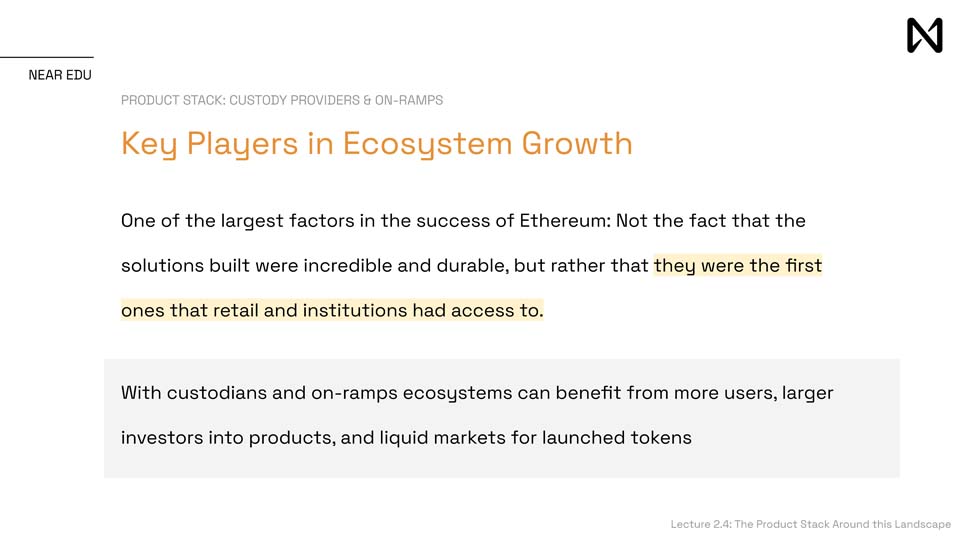 NEAR EDU
PRODUCT STACK: CUSTODY PROVIDERS & ON-RAMPS
Key Players in Ecosystem Growth
One of the largest factors in the success of Ethereum: Not the fact that the
solutions built were incredible and durable, but rather that they were the first
ones that retail and institutions had access to.
With custodians and on-ramps ecosystems can benefit from more users, larger
investors into products, and liquid markets for launched tokens
Lecture 2.4: The Product Stack Around this Landscape